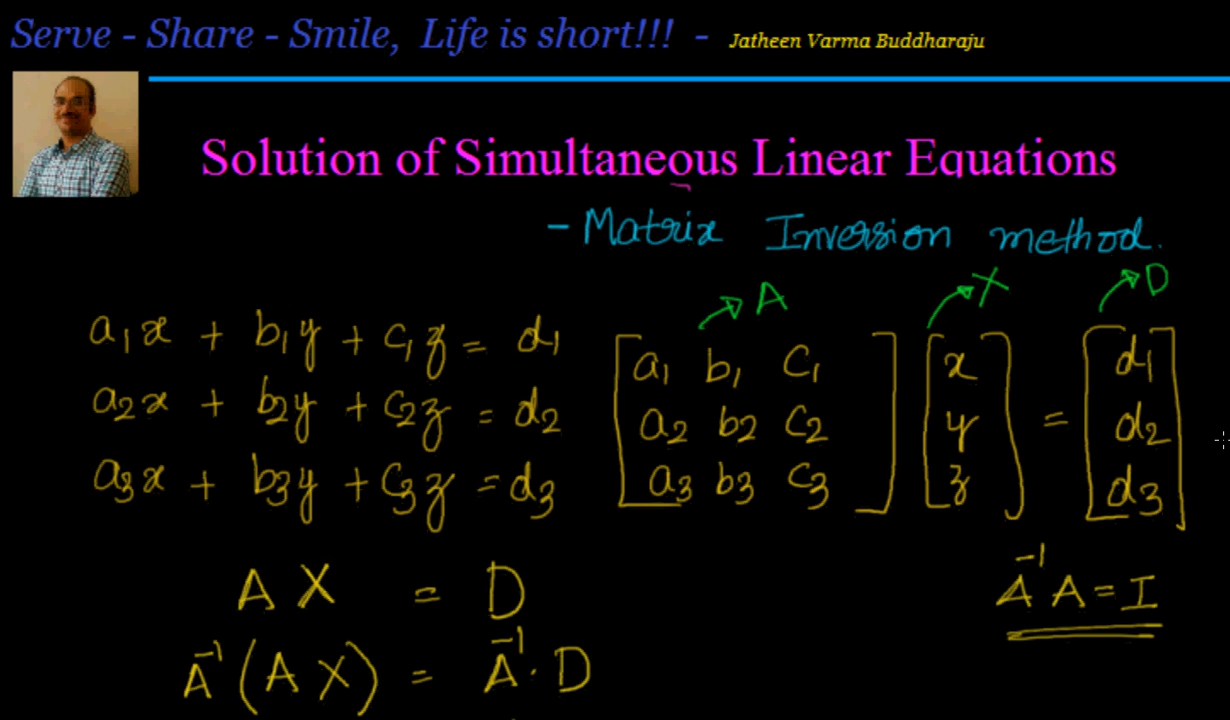 Serve - Share - Smile, Life is short!!! - Jatheen Varma Buddharaju
Solution of Simultaneous Linear Equations
- Matrix Inversion method.
→ A → X → D
a₁x + b₁y + c₁z = d₁
a₂x + b₂y + c₂z = d₂
a₃x + b₃y + c₃z = d₃
[a₁ b₁ c₁] [x] [d₁]
[a₂ b₂ c₂] [y] = [d₂]
[a₃ b₃ c₃] [z] [d₃]
A X = D
A⁻¹ A = I
A⁻¹ (A X) = A⁻¹ · D